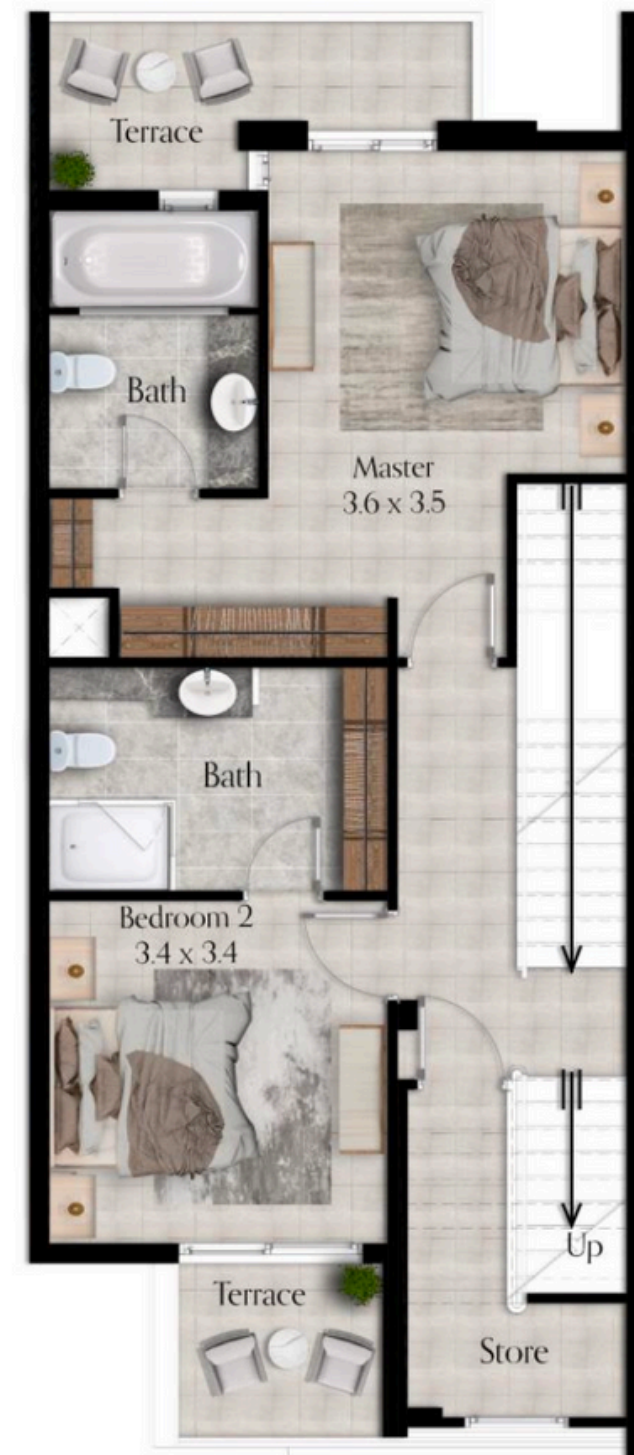 Terrace
Bath
Master
3.6 x 3.5
Bath
Bedroom 2
3.4 x 3.4
Up
Terrace
Store